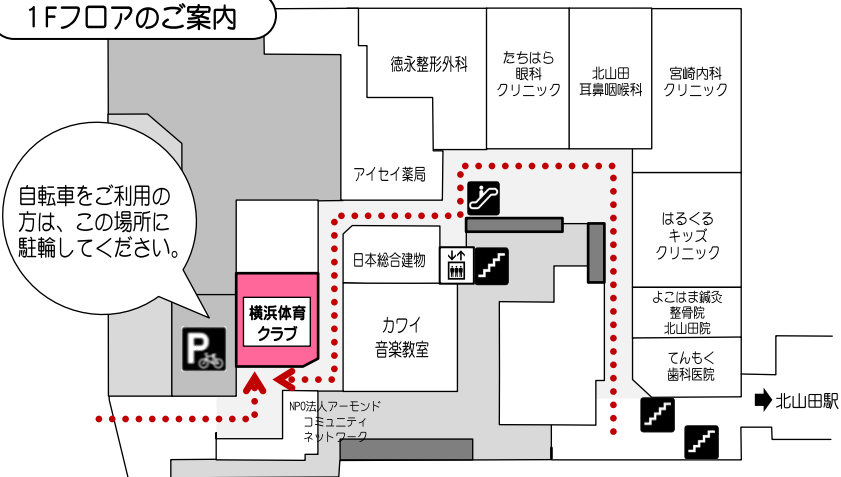 1Fフロアのご案内
徳永整形外科
たちはら
眼科
クリニック
北山田
耳鼻咽喉科
宮崎内科
クリニック
アイセイ薬局
自転車をご利用の
方は、この場所に
駐輪してください。
はるくる
キッズ
クリニック
日本総合建物
横浜体育
クラブ
カワイ
音楽教室
よこはま鍼灸
整骨院
北山田院
てんもく
歯科医院
P
北山田駅
NPO法人アーモンド
コミュニティ
ネットワーク